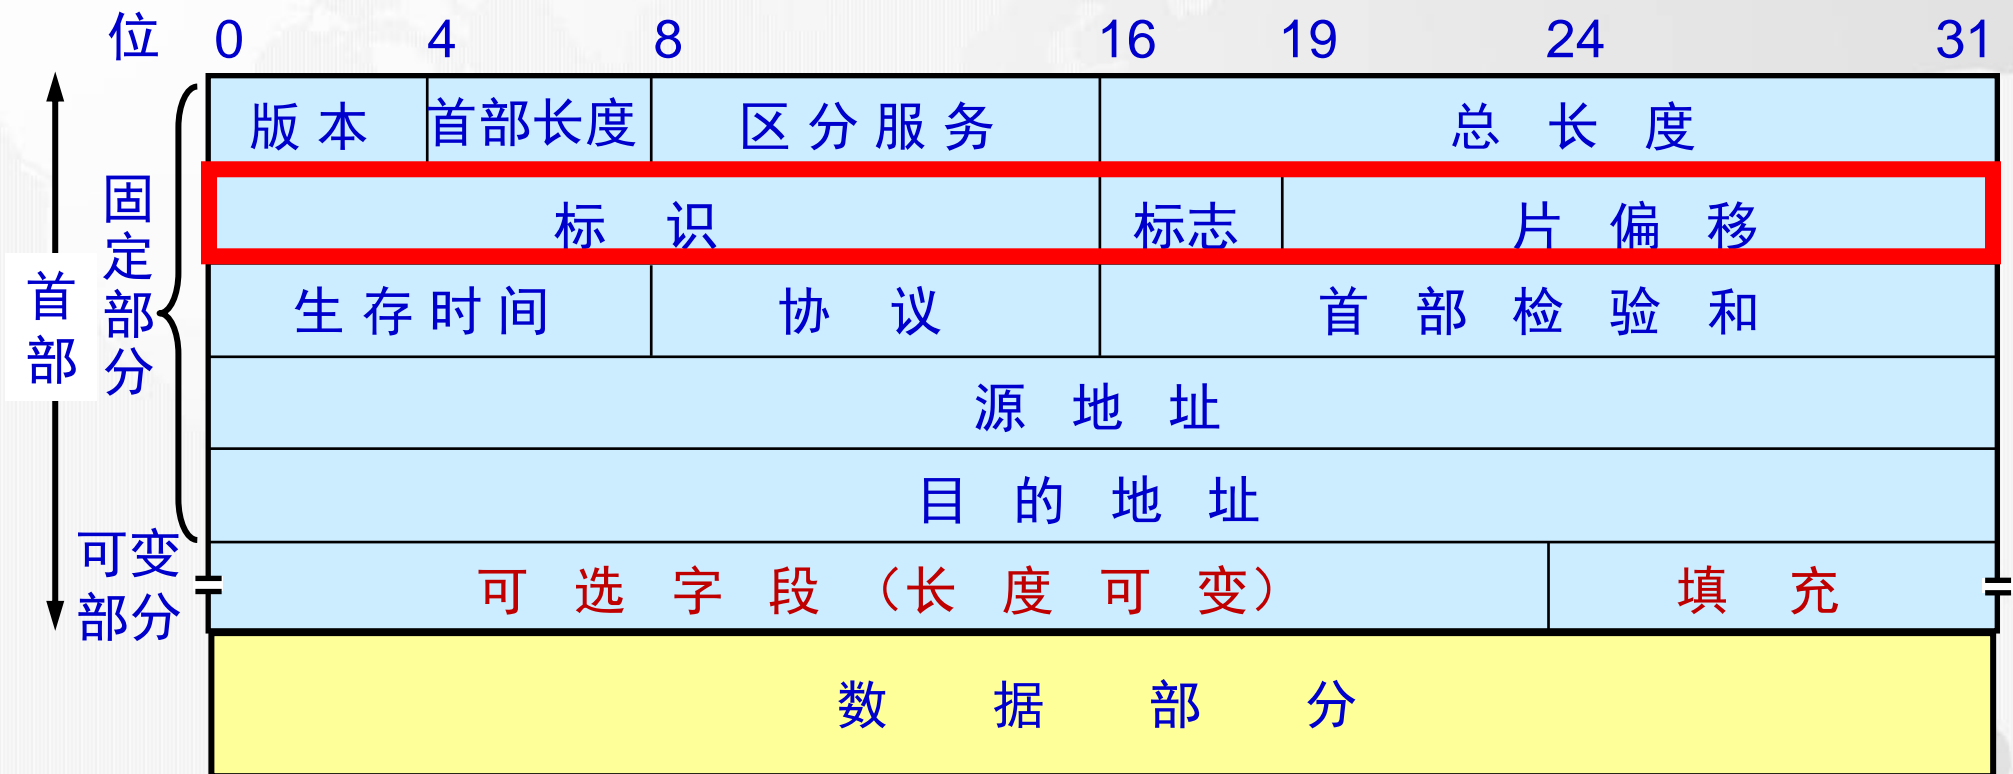 位 0 4 8 16 19 24 31
版本 首部长度 区分服务 总长度
标识 标志 片偏移
生存时间 协议 首部检验和
源地址
目的地址
可选字段（长度可变） 填充
数据部分
首部
固定部分
可变
部分